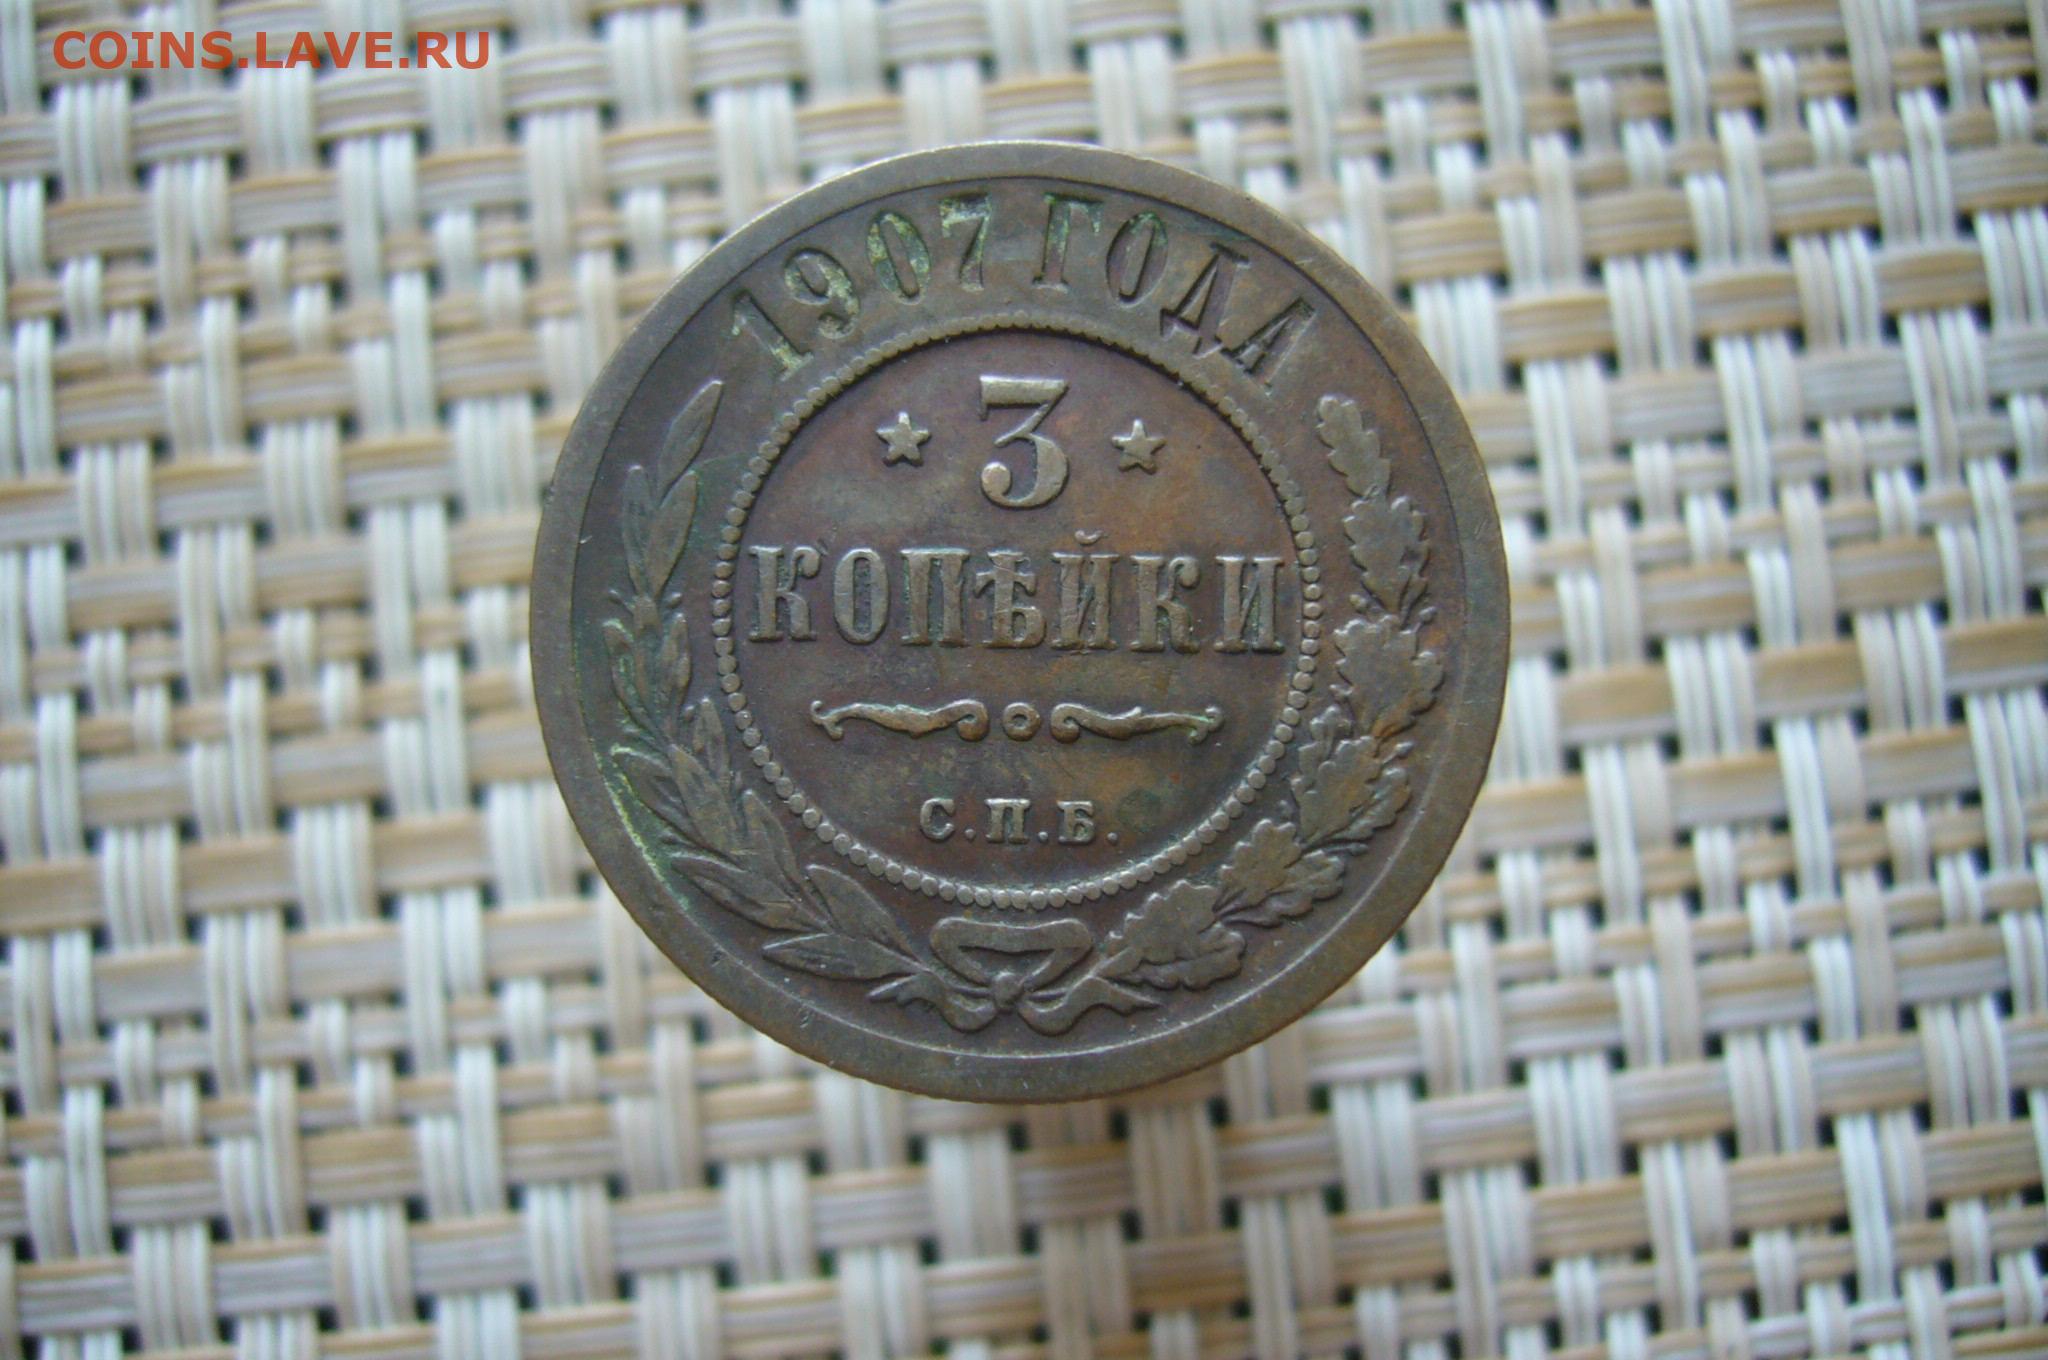 COINS.LAVE.RU
1907 ГОДА
3
КОПѢЙКИ
С.П.Б.